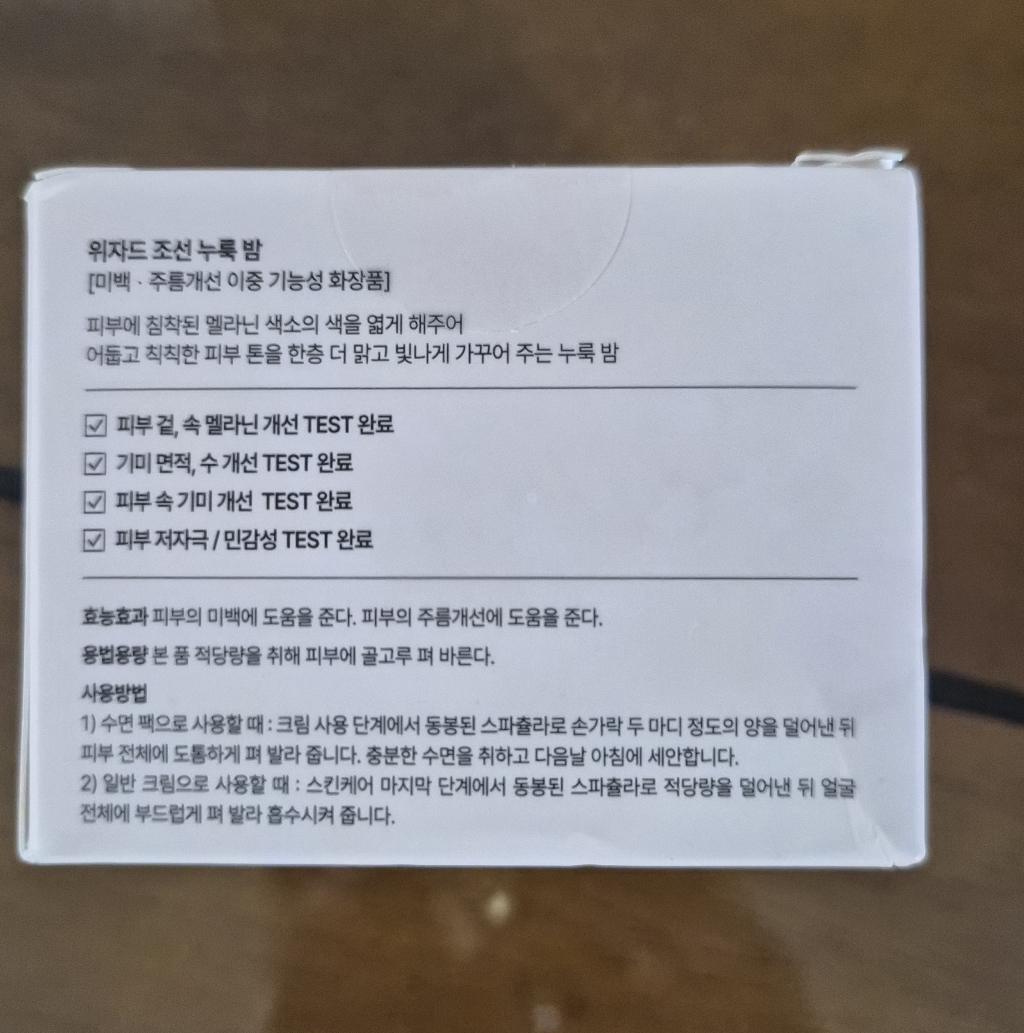 위자드 조선 누룩 밤
[미백 · 주름개선 이중 기능성 화장품]
피부에 침착된 멜라닌 색소의 색을 엷게 해주어
어둡고 칙칙한 피부 톤을 한층 더 맑고 빛나게 가꾸어 주는 누룩 밤
피부 겉, 속 멜라닌 개선 TEST 완료
기미 면적, 수 개선 TEST 완료
피부 속 기미 개선 TEST 완료
피부 저자극 / 민감성 TEST 완료
효능효과 피부의 미백에 도움을 준다. 피부의 주름개선에 도움을 준다.
용법용량 본 품 적당량을 취해 피부에 골고루 펴 바른다.
사용방법
1) 수면 팩으로 사용할 때 : 크림 사용 단계에서 동봉된 스파츌라로 손가락 두 마디 정도의 양을 덜어낸 뒤
피부 전체에 도톰하게 펴 발라 줍니다. 충분한 수면을 취하고 다음날 아침에 세안합니다.
2) 일반 크림으로 사용할 때 : 스킨케어 마지막 단계에서 동봉된 스파츌라로 적당량을 덜어낸 뒤 얼굴
전체에 부드럽게 펴 발라 흡수시켜 줍니다.